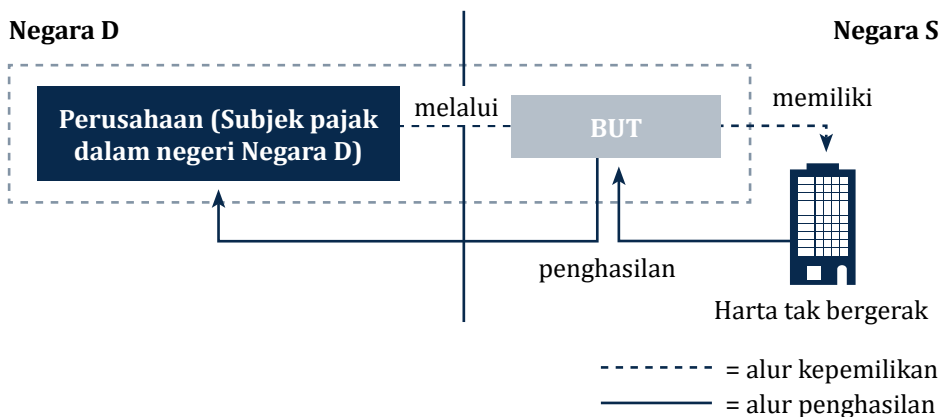 Negara D
Negara S
Perusahaan (Subjek pajak
dalam negeri Negara D)
melalui
BUT
memiliki
penghasilan
Harta tak bergerak
= alur kepemilikan
= alur penghasilan